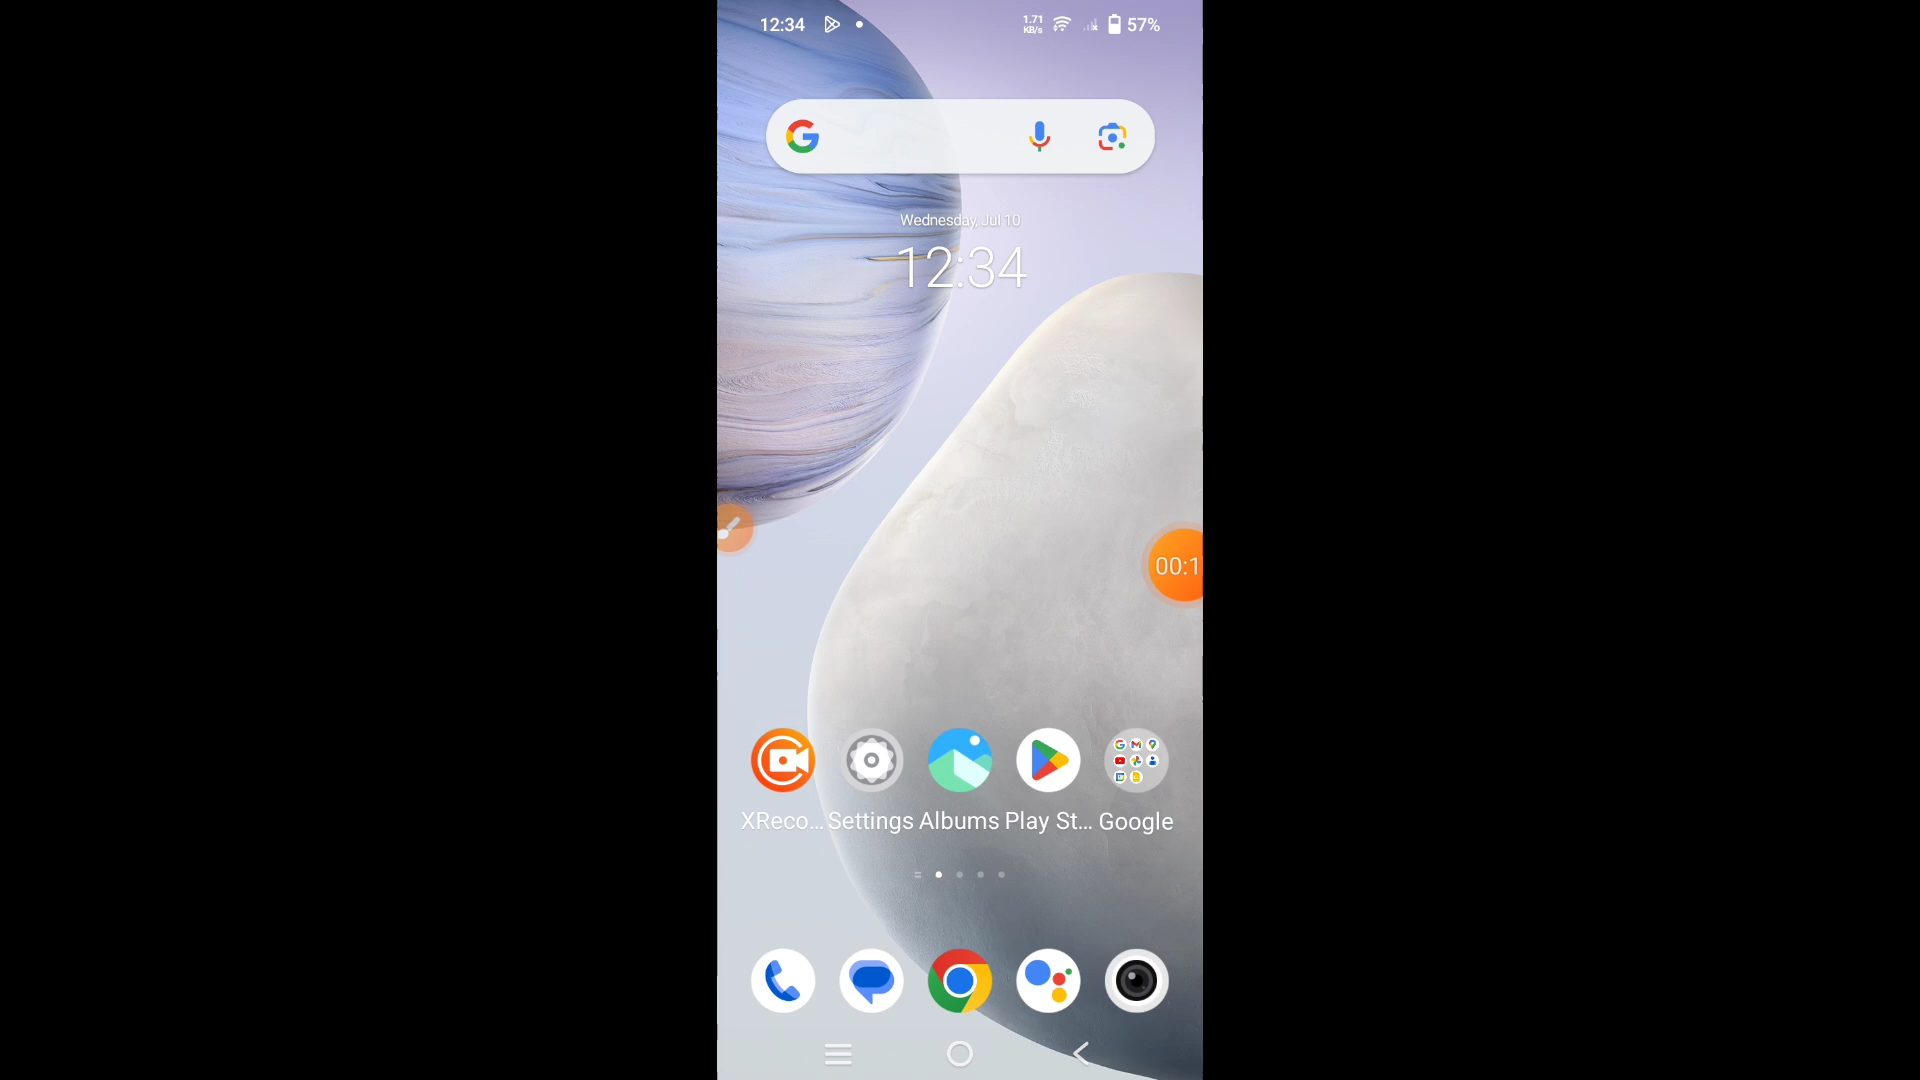 12:34
1.71
KB/s
57%
Wednesday, Jul 10
12:34
00:1
XReco...
Settings
Albums
Play St...
Google